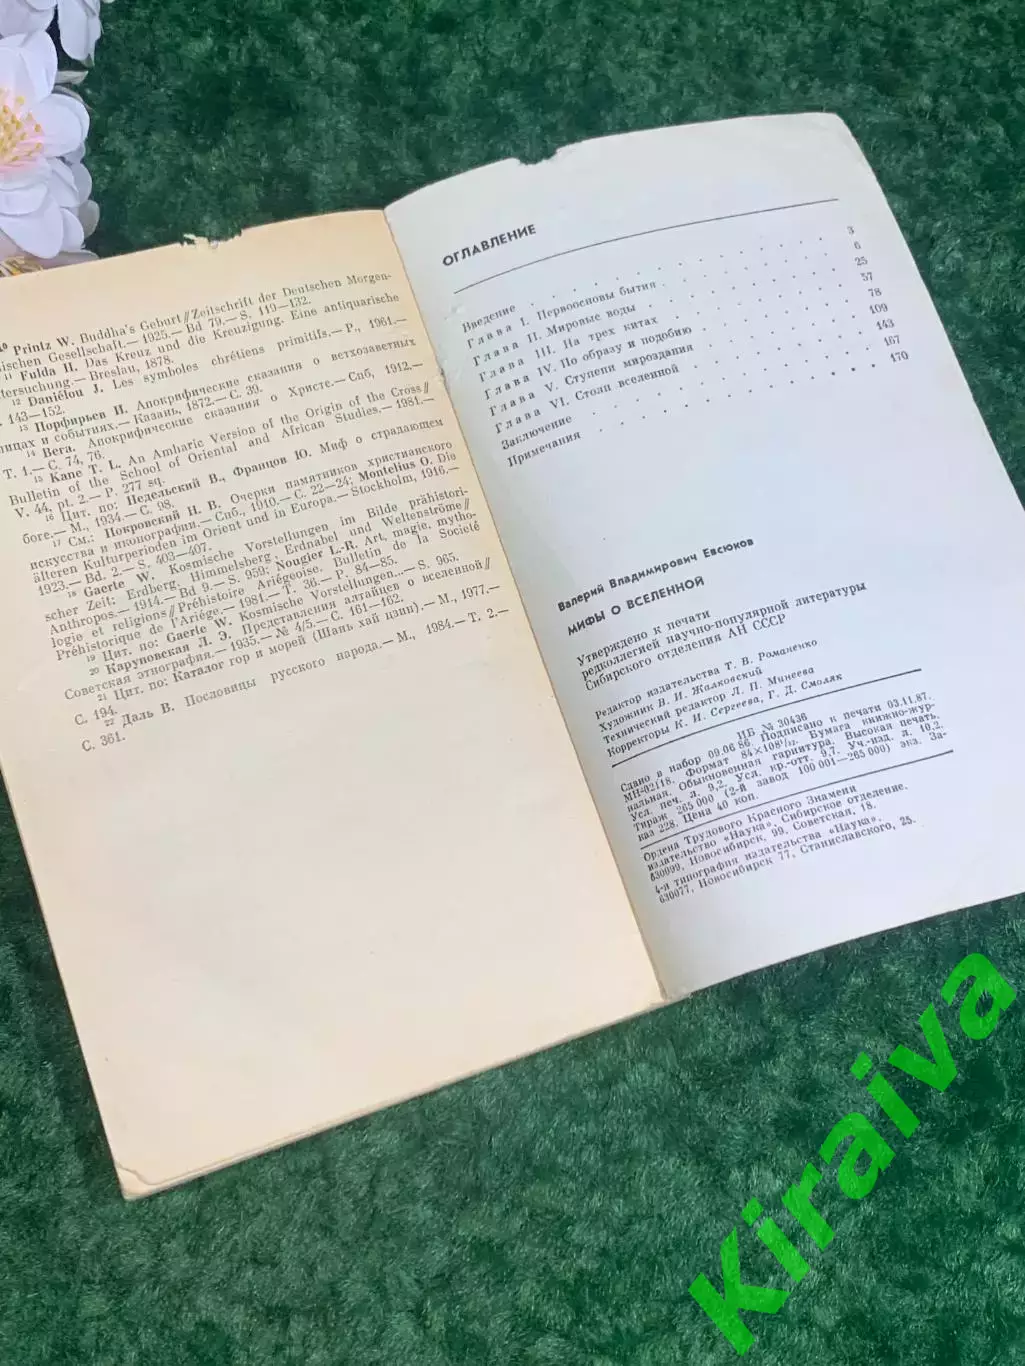 10 Printz W. Buddha's Geburt//Zeitschrift der Deutschen Morgen-
ischen Gesellschaft.— 1925.— Bd 79.— S. 119—132.
11 Fulda H. Das Kreuz und die Kreuzigung. Eine antiquarische
tersuchung.— Breslau, 1878.
12 Daniélou J. Les symboles chrétiens primitifs.— P., 1961.—
143—152.
13 Порфирьев И. Апокрифические сказания о ветхозаветных
лицах и событиях.— Казань, 1872.— С. 39.
14 Вега. Апокрифические сказания о Христе.— Спб, 1912.—
Т. 1.— С. 74, 76.
15 Kane T. L. An Amharic Version of the Origin of the Cross//
Bulletin of the School of Oriental and African Studies.— 1981.—
V. 44, pt. 2.— P. 277 sq.
16 Цит. по: Недельский В., Францов Ю. Миф о страдающем
боге.— М., 1934.— С. 98.
17 См.: Покровский Н. В. Очерки памятников христианского
искусства и иконографии.— Спб., 1910.— С. 22—24; Montelius O. Die
älteren Kulturperioden im Orient und in Europa.— Stockholm, 1916—
1923.— Bd. 2.— S. 403—407.
18 Gaerte W. Kosmische Vorstellungen im Bilde prähistori-
scher Zeit: Erdberg, Himmelsberg, Erdnabel und Weltenströme//
Anthropos.— 1914.— Bd 9.— S. 959; Nougier L.-R. Art, magie, mytho-
logie et religions//Préhistoire Ariégeoise. Bulletin de la Société
Préhistorique de l'Ariége.— 1981.— T. 36.— P. 84—85.
19 Цит. по: Gaerte W. Kosmische Vorstellungen...— S. 965.
20 Каруновская Л. Э. Представления алтайцев о вселенной//
Советская этнография.— 1935.— № 4/5.— С. 161—162.
21 Цит. по: Каталог гор и морей (Шань хай цзин).— М., 1977.—
С. 194.
22 Даль В. Пословицы русского народа.— М., 1984.— Т. 2.—
С. 361.
ОГЛАВЛЕНИЕ
Введение . . . 3
Глава I. Первоосновы бытия . . . 6
Глава II. Мировые воды . . . 25
Глава III. На трех китах . . . 37
Глава IV. По образу и подобию . . . 78
Глава V. Ступени мироздания . . . 109
Глава VI. Столп вселенной . . . 143
Заключение . . . 167
Примечания . . . 170
Валерий Владимирович Евсюков
МИФЫ О ВСЕЛЕННОЙ
Утверждено к печати
редколлегией научно-популярной литературы
Сибирского отделения АН СССР
Редактор издательства Т. В. Романенко
Художник В. И. Жалковский
Технический редактор Л. П. Минеева
Корректоры К. И. Сергеева, Г. Д. Смоляк
ИБ № 30436
Сдано в набор 09.06 86. Подписано к печати 03.11.87.
МН-02118. Формат 84×108 1/32. Бумага книжно-жур-
нальная. Обыкновенная гарнитура. Высокая печать.
Усл. печ. л. 9,2. Усл. кр.-отт. 9,7. Уч.-изд. л. 10,2.
Тираж 265 000 (2-й завод 100 001—265 000) экз. За-
каз 228. Цена 40 коп.
Ордена Трудового Красного Знамени
издательство «Наука», Сибирское отделение.
630099, Новосибирск, 99, Советская, 18.
4-я типография издательства «Наука».
630077, Новосибирск 77, Станиславского, 25.
Kiraiva